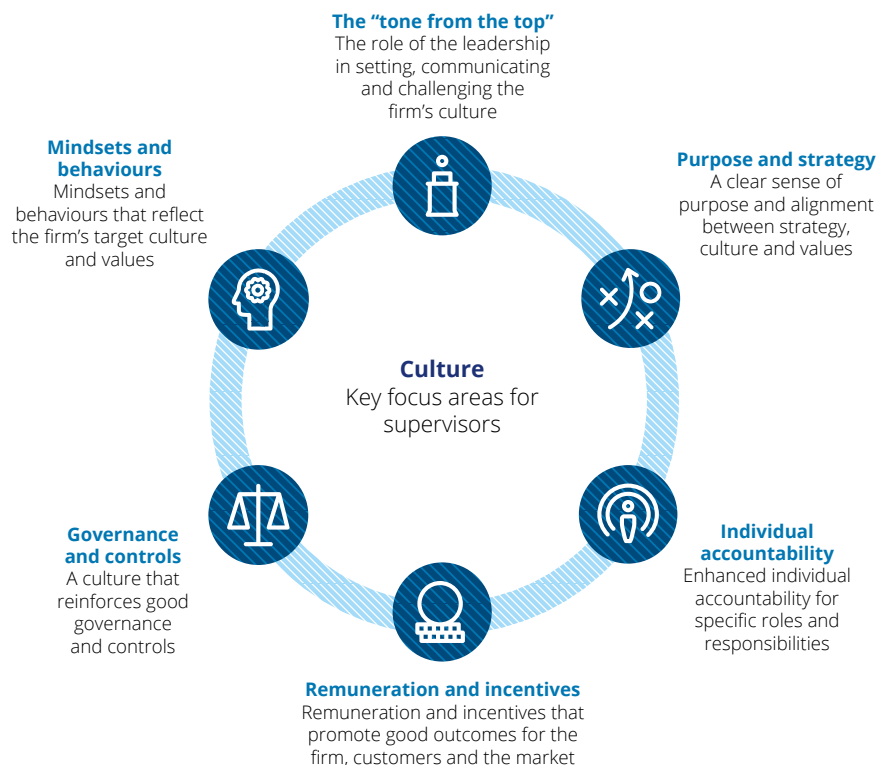 The “tone from the top”
The role of the leadership
in setting, communicating
and challenging the
firm’s culture
Purpose and strategy
A clear sense of
purpose and alignment
between strategy,
culture and values
Individual
accountability
Enhanced individual
accountability for
specific roles and
responsibilities
Remuneration and incentives
Remuneration and incentives that
promote good outcomes for the
firm, customers and the market
Governance
and controls
A culture that
reinforces good
governance
and controls
Mindsets and
behaviours
Mindsets and
behaviours that reflect
the firm’s target culture
and values
Culture
Key focus areas for
supervisors